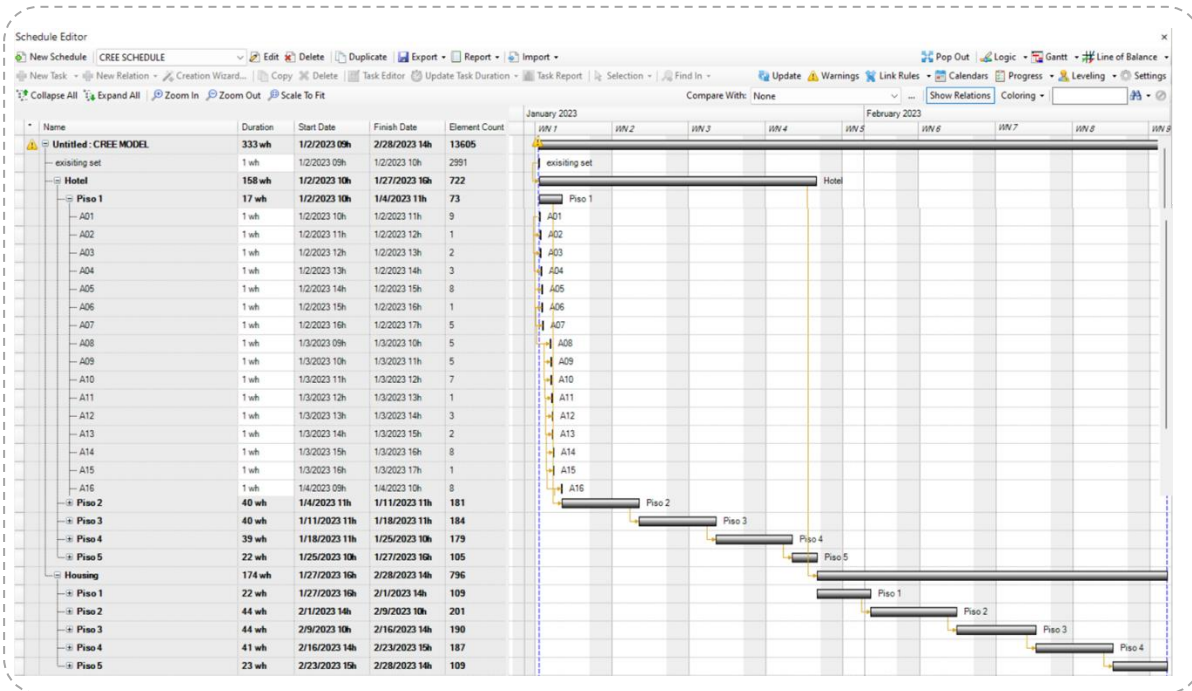 Schedule Editor ×
New Schedule CREE SCHEDULE Edit Delete Duplicate Export Report Import Pop Out Logic Gantt Line of Balance
New Task New Relation Creation Wizard... Copy Delete Task Editor Update Task Duration Task Report Selection Find In Update Warnings Link Rules Calendars Progress Leveling Settings
Collapse All Expand All Zoom In Zoom Out Scale To Fit Compare With: None ... Show Relations Coloring
January 2023 February 2023
* Name Duration Start Date Finish Date Element Count WN 1 WN 2 WN 3 WN 4 WN 5 WN 6 WN 7 WN 8 WN 9
Untitled : CREE MODEL 333 wh 1/2/2023 09h 2/28/2023 14h 13605
exisiting set 1 wh 1/2/2023 09h 1/2/2023 10h 2991 exisiting set
Hotel 158 wh 1/2/2023 10h 1/27/2023 16h 722 Hotel
Piso 1 17 wh 1/2/2023 10h 1/4/2023 11h 73 Piso 1
A01 1 wh 1/2/2023 10h 1/2/2023 11h 9 A01
A02 1 wh 1/2/2023 11h 1/2/2023 12h 1 A02
A03 1 wh 1/2/2023 12h 1/2/2023 13h 2 A03
A04 1 wh 1/2/2023 13h 1/2/2023 14h 3 A04
A05 1 wh 1/2/2023 14h 1/2/2023 15h 8 A05
A06 1 wh 1/2/2023 15h 1/2/2023 16h 1 A06
A07 1 wh 1/2/2023 16h 1/2/2023 17h 5 A07
A08 1 wh 1/3/2023 09h 1/3/2023 10h 5 A08
A09 1 wh 1/3/2023 10h 1/3/2023 11h 5 A09
A10 1 wh 1/3/2023 11h 1/3/2023 12h 7 A10
A11 1 wh 1/3/2023 12h 1/3/2023 13h 1 A11
A12 1 wh 1/3/2023 13h 1/3/2023 14h 3 A12
A13 1 wh 1/3/2023 14h 1/3/2023 15h 2 A13
A14 1 wh 1/3/2023 15h 1/3/2023 16h 8 A14
A15 1 wh 1/3/2023 16h 1/3/2023 17h 1 A15
A16 1 wh 1/4/2023 09h 1/4/2023 10h 8 A16
Piso 2 40 wh 1/4/2023 11h 1/11/2023 11h 181 Piso 2
Piso 3 40 wh 1/11/2023 11h 1/18/2023 11h 184 Piso 3
Piso 4 39 wh 1/18/2023 11h 1/25/2023 10h 179 Piso 4
Piso 5 22 wh 1/25/2023 10h 1/27/2023 16h 105 Piso 5
Housing 174 wh 1/27/2023 16h 2/28/2023 14h 796
Piso 1 22 wh 1/27/2023 16h 2/1/2023 14h 109 Piso 1
Piso 2 44 wh 2/1/2023 14h 2/9/2023 10h 201 Piso 2
Piso 3 44 wh 2/9/2023 10h 2/16/2023 14h 190 Piso 3
Piso 4 41 wh 2/16/2023 14h 2/23/2023 15h 187 Piso 4
Piso 5 23 wh 2/23/2023 15h 2/28/2023 14h 109